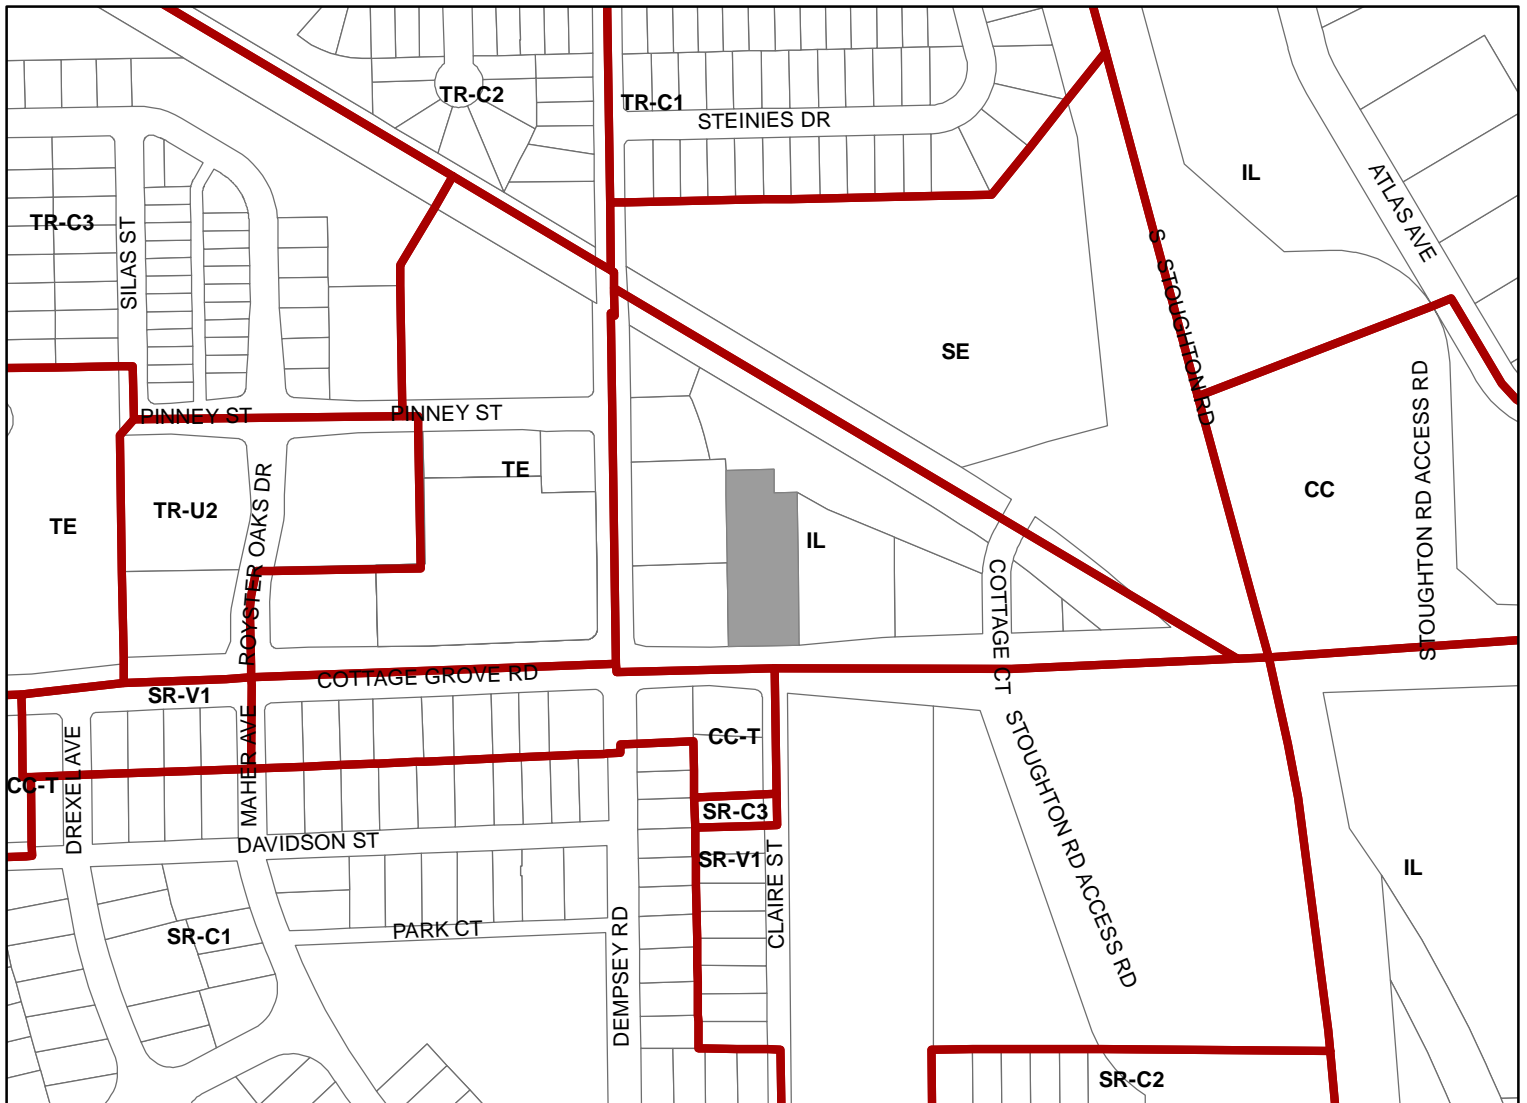 TR-C2
TR-C1
STEINIES DR
IL
ATLAS AVE
TR-C3
SILAS ST
S STOUGHTON RD
SE
PINNEY ST
PINNEY ST
TE
STOUGHTON RD ACCESS RD
CC
TR-U2
TE
ROYSTER OAKS DR
IL
COTTAGE CT
COTTAGE GROVE RD
SR-V1
CC-T
MAHER AVE
DREXEL AVE
CC-T
STOUGHTON RD ACCESS RD
SR-C3
DAVIDSON ST
SR-V1
CLAIRE ST
IL
PARK CT
SR-C1
DEMPSEY RD
SR-C2